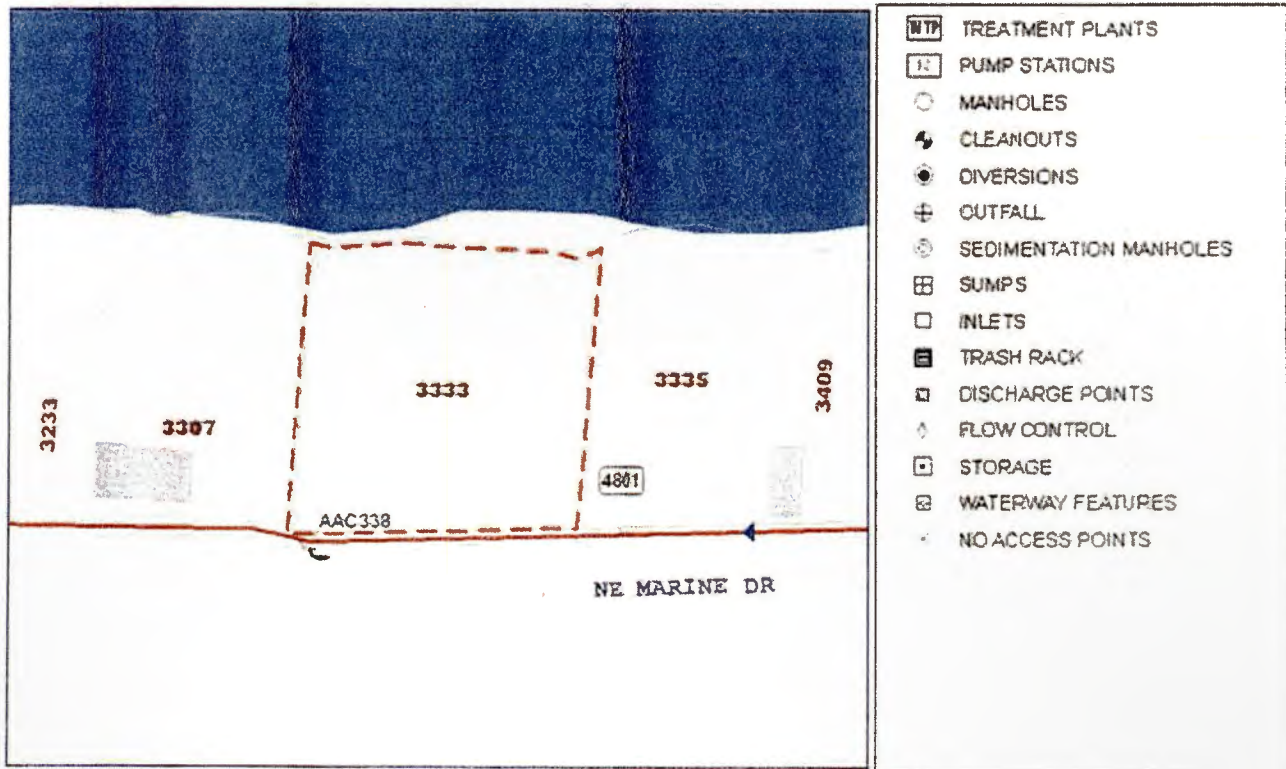 3233
3307
3333
3335
3409
4801
AAC338
NE MARINE DR
TREATMENT PLANTS
PUMP STATIONS
MANHOLES
CLEANOUTS
DIVERSIONS
OUTFALL
SEDIMENTATION MANHOLES
SUMPS
INLETS
TRASH RACK
DISCHARGE POINTS
FLOW CONTROL
STORAGE
WATERWAY FEATURES
NO ACCESS POINTS